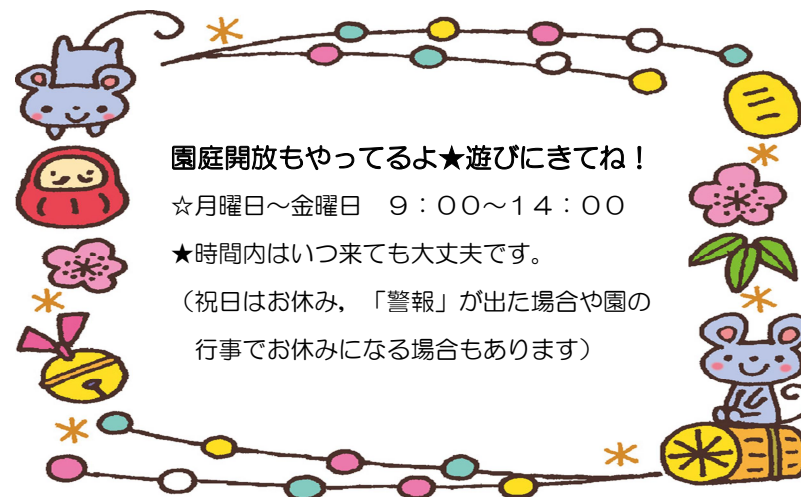 園庭開放もやってるよ★遊びにきてね！
☆月曜日～金曜日　９：００～１４：００
★時間内はいつ来ても大丈夫です。
（祝日はお休み，「警報」が出た場合や園の
行事でお休みになる場合もあります）